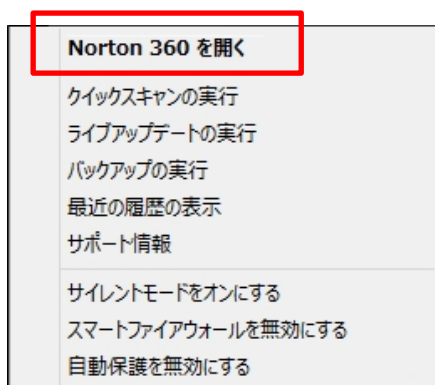 Norton 360 を開く
クイックスキャンの実行
ライブアップデートの実行
バックアップの実行
最近の履歴の表示
サポート情報
サイレントモードをオンにする
スマートファイアウォールを無効にする
自動保護を無効にする